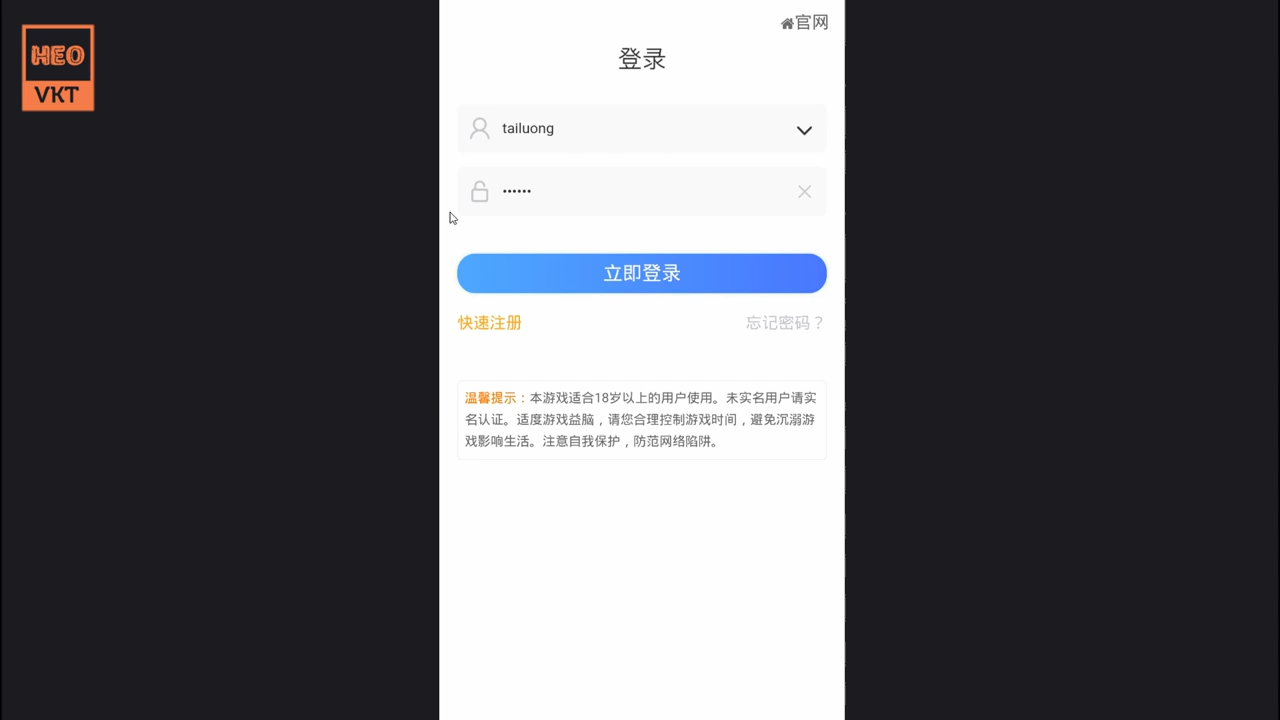 HEO
VKT
官网
登录
tailuong
••••••
立即登录
快速注册
忘记密码？
温馨提示：本游戏适合18岁以上的用户使用。未实名用户请实
名认证。适度游戏益脑，请您合理控制游戏时间，避免沉溺游
戏影响生活。注意自我保护，防范网络陷阱。